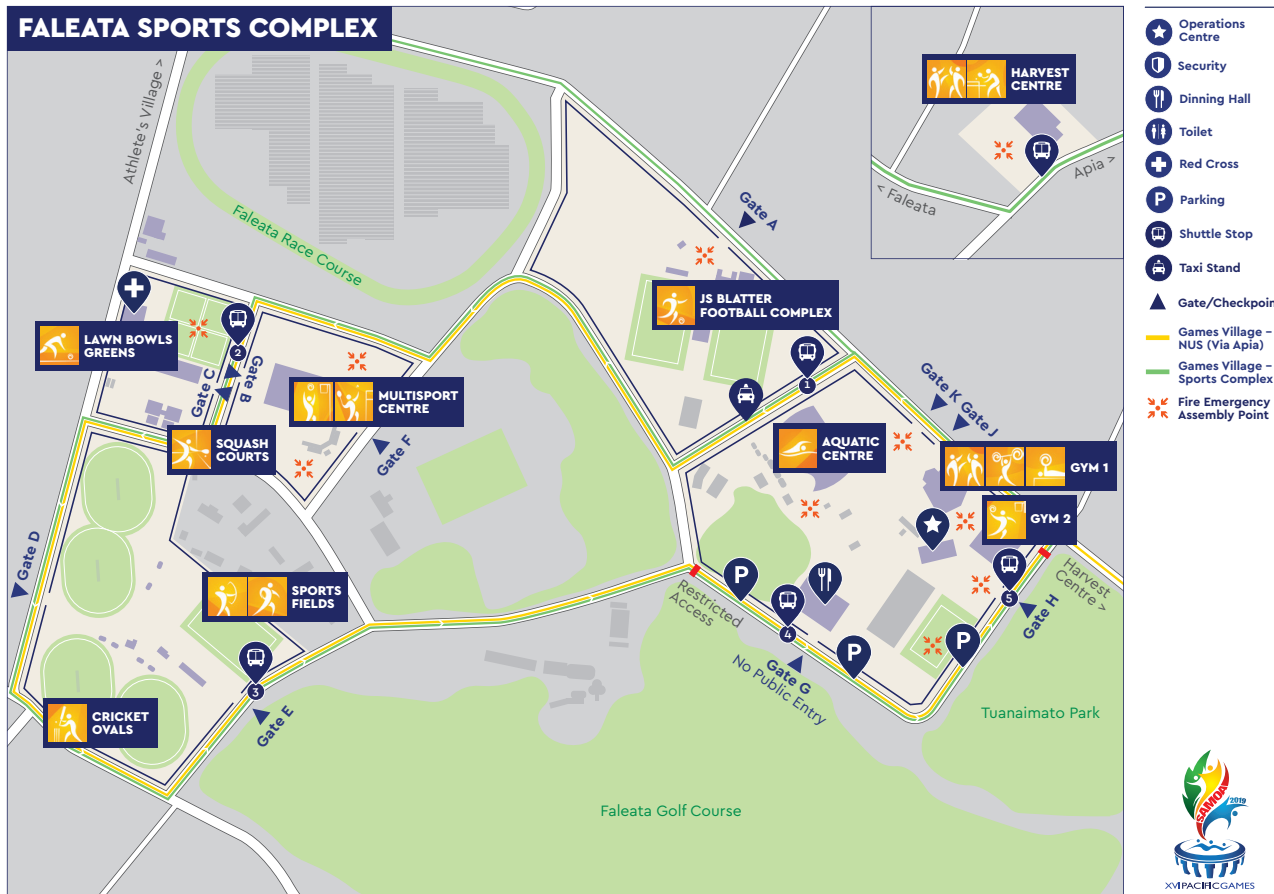 FALEATA SPORTS COMPLEX
Athlete's Village >
Faleata Race Course
HARVEST
CENTRE
< Faleata
Apia >
Gate A
JS BLATTER
FOOTBALL COMPLEX
LAWN BOWLS
GREENS
2
Gate B
Gate C
MULTISPORT
CENTRE
SQUASH
COURTS
Gate F
1
Gate K
Gate J
AQUATIC
CENTRE
GYM 1
GYM 2
Gate D
SPORTS
FIELDS
3
Gate E
CRICKET
OVALS
Restricted
Access
P
4
P
Gate G
No Public Entry
P
5
Gate H
Harvest
Centre >
Tuanaimato Park
Faleata Golf Course
Operations
Centre
Security
Dinning Hall
Toilet
Red Cross
P
Parking
Shuttle Stop
Taxi Stand
Gate/Checkpoint
Games Village –
NUS (Via Apia)
Games Village –
Sports Complex
Fire Emergency
Assembly Point
SAMOA
2019
XVIPACIFICGAMES